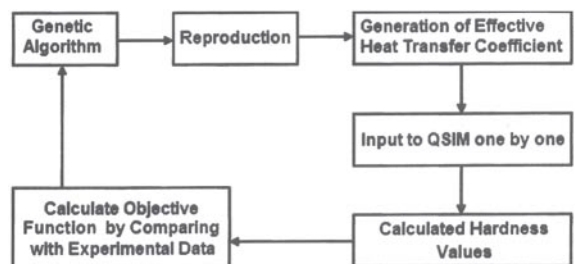 Genetic
Algorithm
Reproduction
Generation of Effective
Heat Transfer Coefficient
Input to QSIM one by one
Calculated Hardness
Values
Calculate Objective
Function by Comparing
with Experimental Data